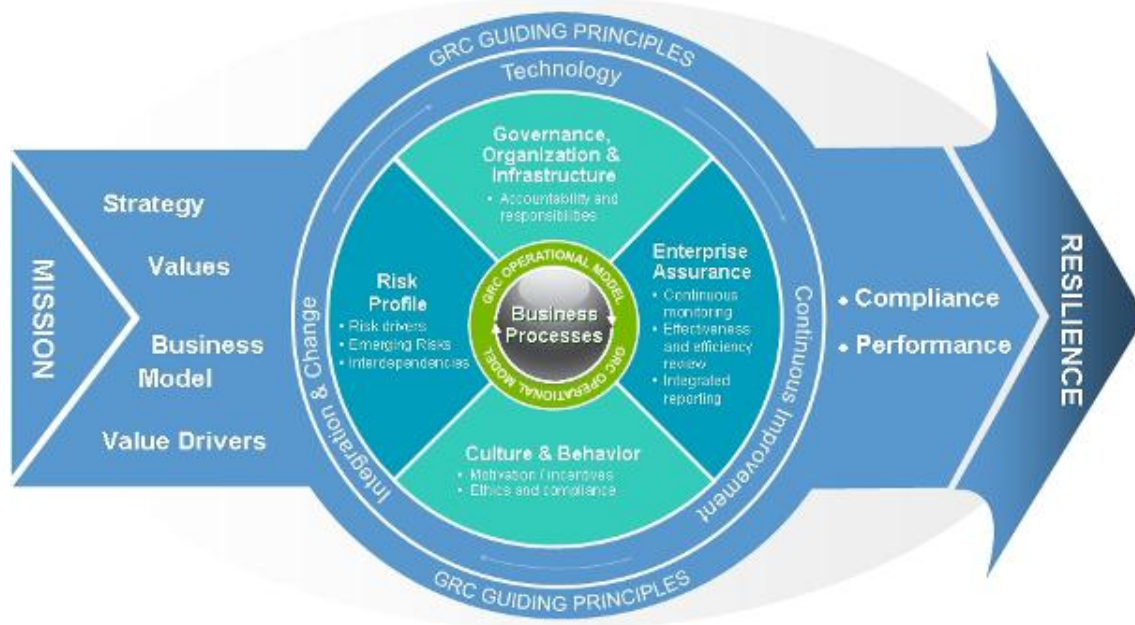 GRC GUIDING PRINCIPLES
Technology
MISSION
Strategy
Values
Business
Model
Value Drivers
Integration & Change
Governance,
Organization &
Infrastructure
• Accountability and
responsibilities
Risk
Profile
• Risk drivers
• Emerging Risks
• Interdependencies
GRC OPERATIONAL MODEL
Business
Processes
GRC OPERATIONAL MODEL
Enterprise
Assurance
• Continuous
monitoring
• Effectiveness
and efficiency
review
• Integrated
reporting
Culture & Behavior
• Motivation / incentives
• Ethics and compliance
Continuous Improvement
GRC GUIDING PRINCIPLES
• Compliance
• Performance
RESILIENCE